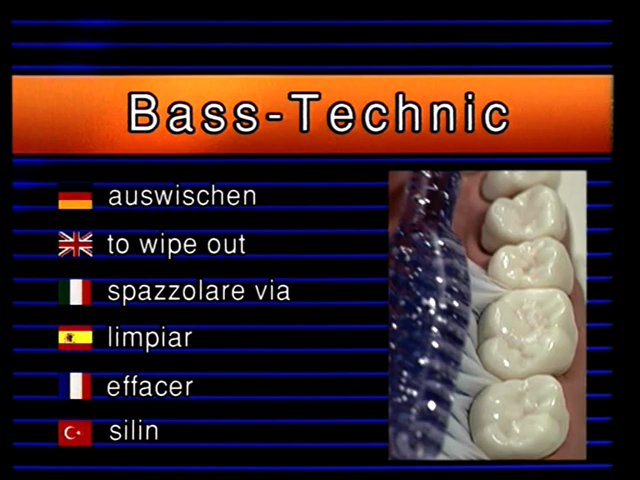 Bass-Technic
auswischen
to wipe out
spazzolare via
limpiar
effacer
silin